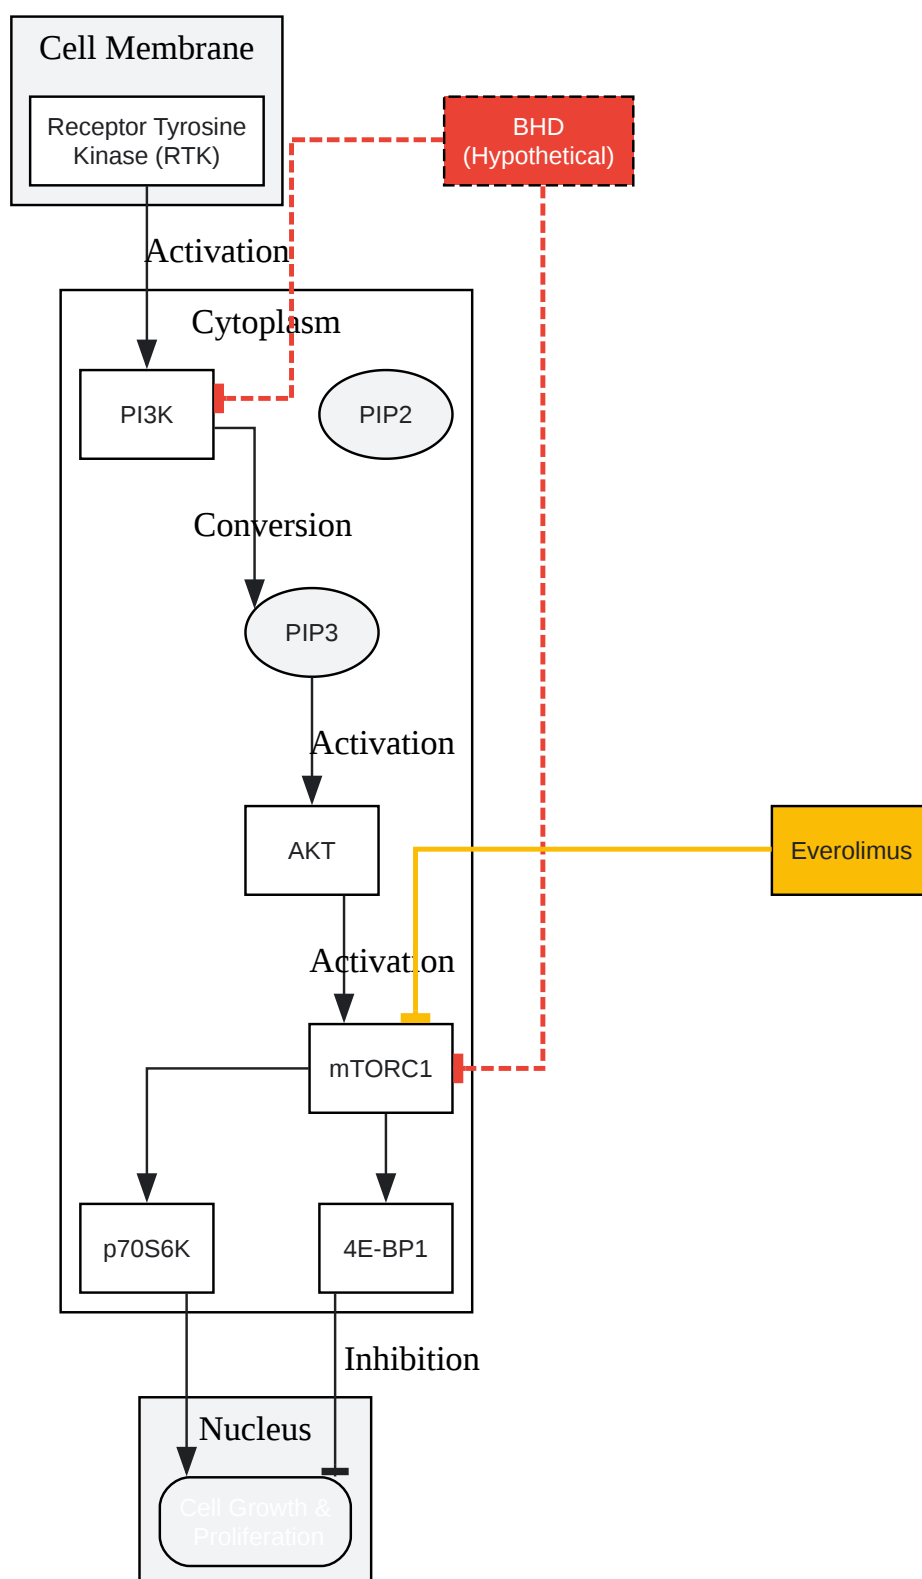 Cell Membrane
Receptor Tyrosine
Kinase (RTK)
BHD
(Hypothetical)
Activation
Cytoplasm
PI3K
PIP2
Conversion
PIP3
Activation
AKT
Everolimus
Activation
mTORC1
p70S6K
4E-BP1
Inhibition
Nucleus
Cell Growth &
Proliferation